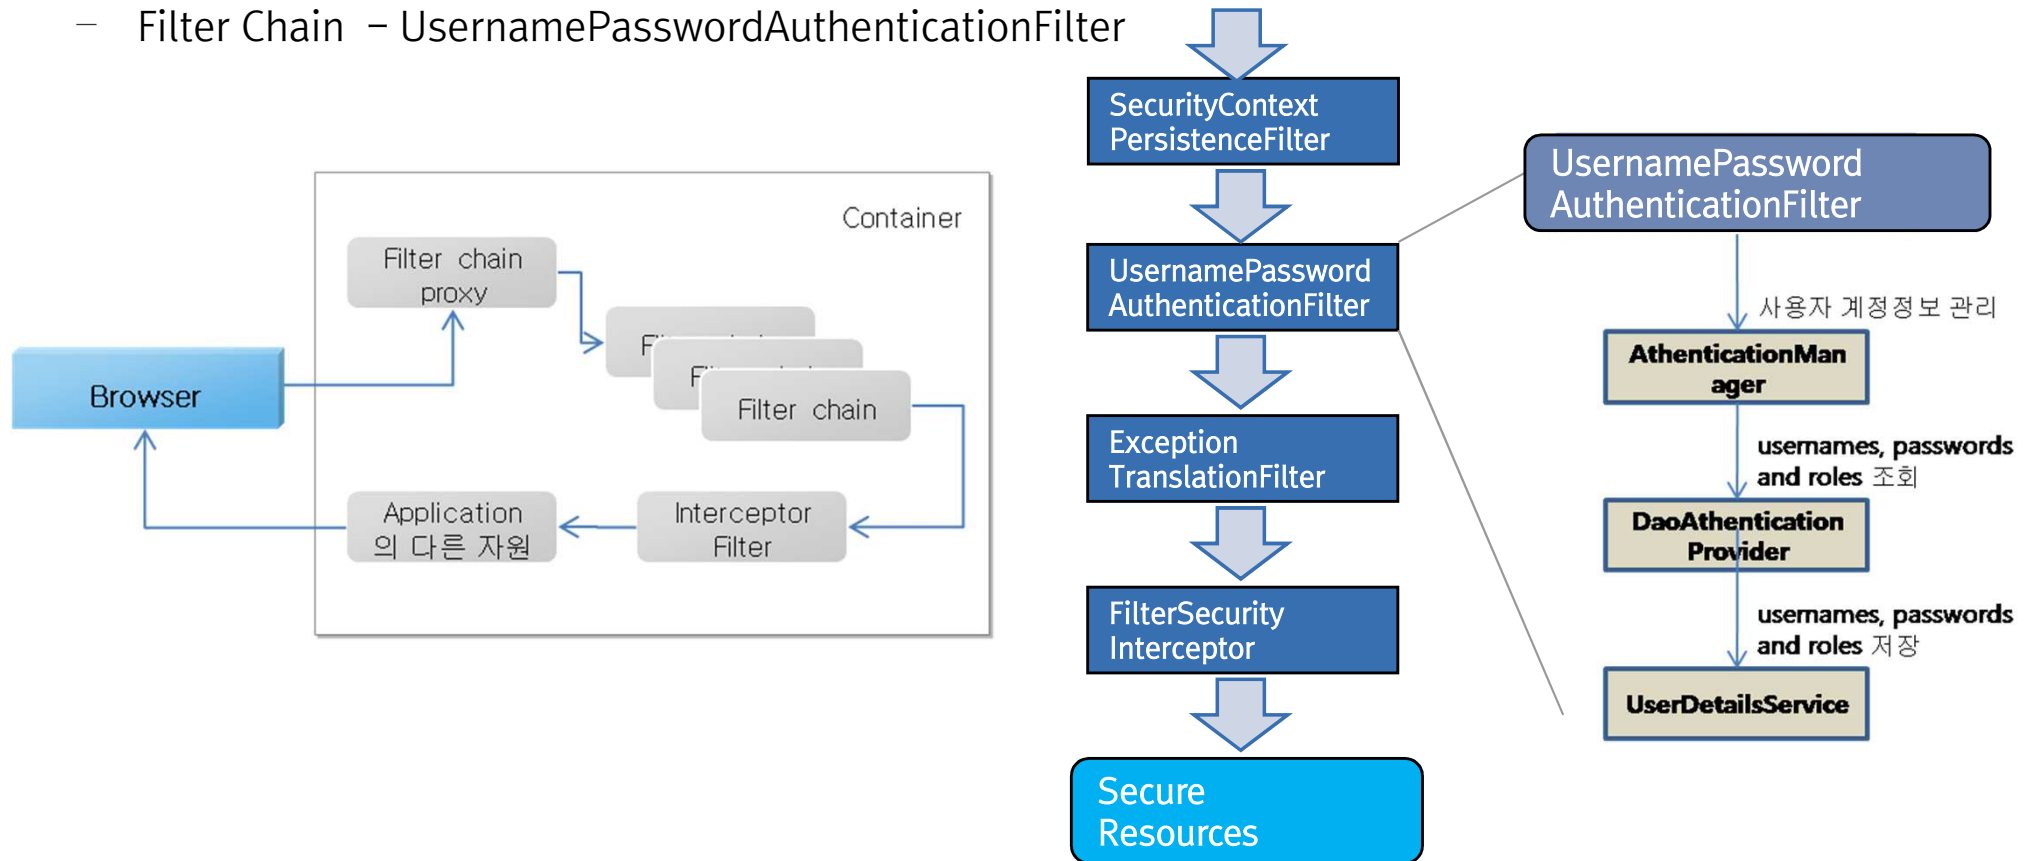 – Filter Chain – UsernamePasswordAuthenticationFilter
Container
Filter chain
proxy
Filter chain
Browser
Application
의 다른 자원
Interceptor
Filter
SecurityContext
PersistenceFilter
UsernamePassword
AuthenticationFilter
Exception
TranslationFilter
FilterSecurity
Interceptor
Secure
Resources
UsernamePassword
AuthenticationFilter
사용자 계정정보 관리
AthenticationMan
ager
usernames, passwords
and roles 조회
DaoAthentication
Provider
usernames, passwords
and roles 저장
UserDetailsService